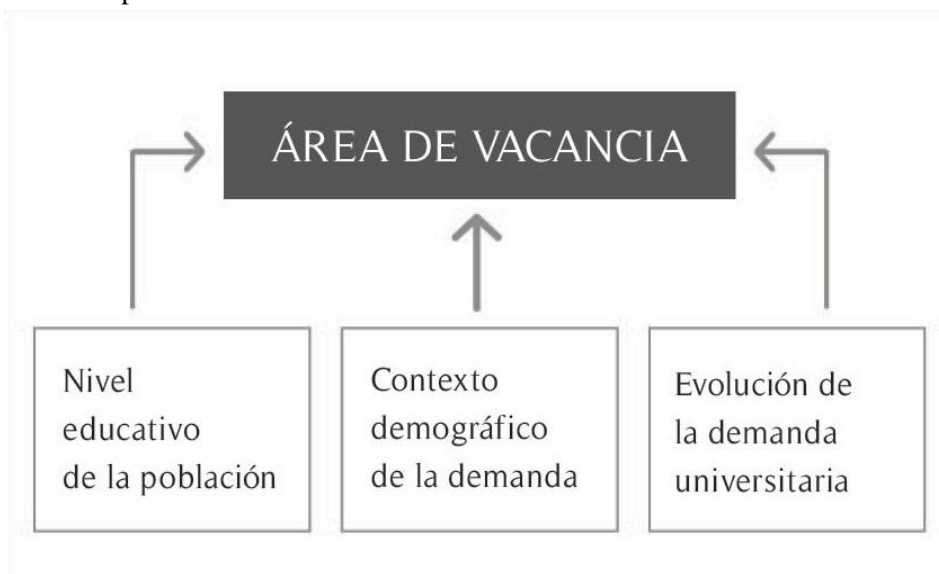 ÁREA DE VACANCIA
Nivel
educativo
de la población
Contexto
demográfico
de la demanda
Evolución de
la demanda
universitaria